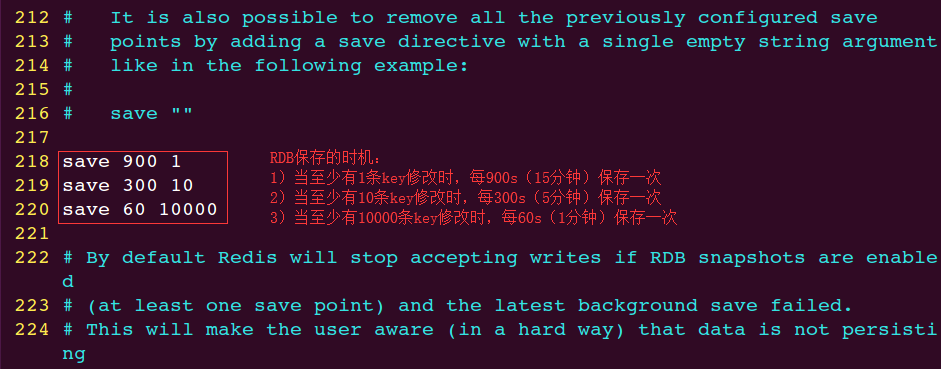 212 #   It is also possible to remove all the previously configured save
213 #   points by adding a save directive with a single empty string argument
214 #   like in the following example:
215 #
216 #   save ""
217
218 save 900 1
219 save 300 10
220 save 60 10000
RDB保存的时机：
1）当至少有1条key修改时，每900s（15分钟）保存一次
2）当至少有10条key修改时，每300s（5分钟）保存一次
3）当至少有10000条key修改时，每60s（1分钟）保存一次
221
222 # By default Redis will stop accepting writes if RDB snapshots are enable
d
223 # (at least one save point) and the latest background save failed.
224 # This will make the user aware (in a hard way) that data is not persisti
ng